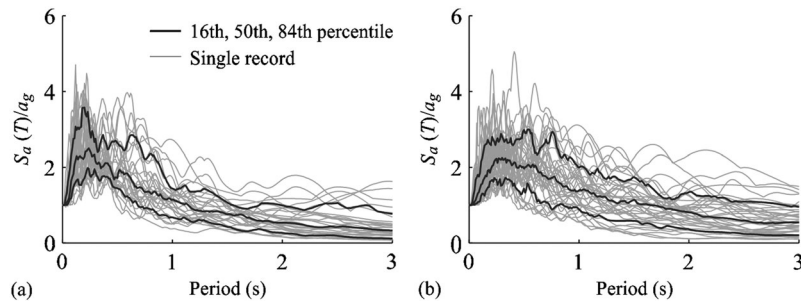 6
4
2
0
0
1
2
3
Sa (T)/ag
Period (s)
(a)
16th, 50th, 84th percentile
Single record
6
4
2
0
0
1
2
3
Sa (T)/ag
Period (s)
(b)